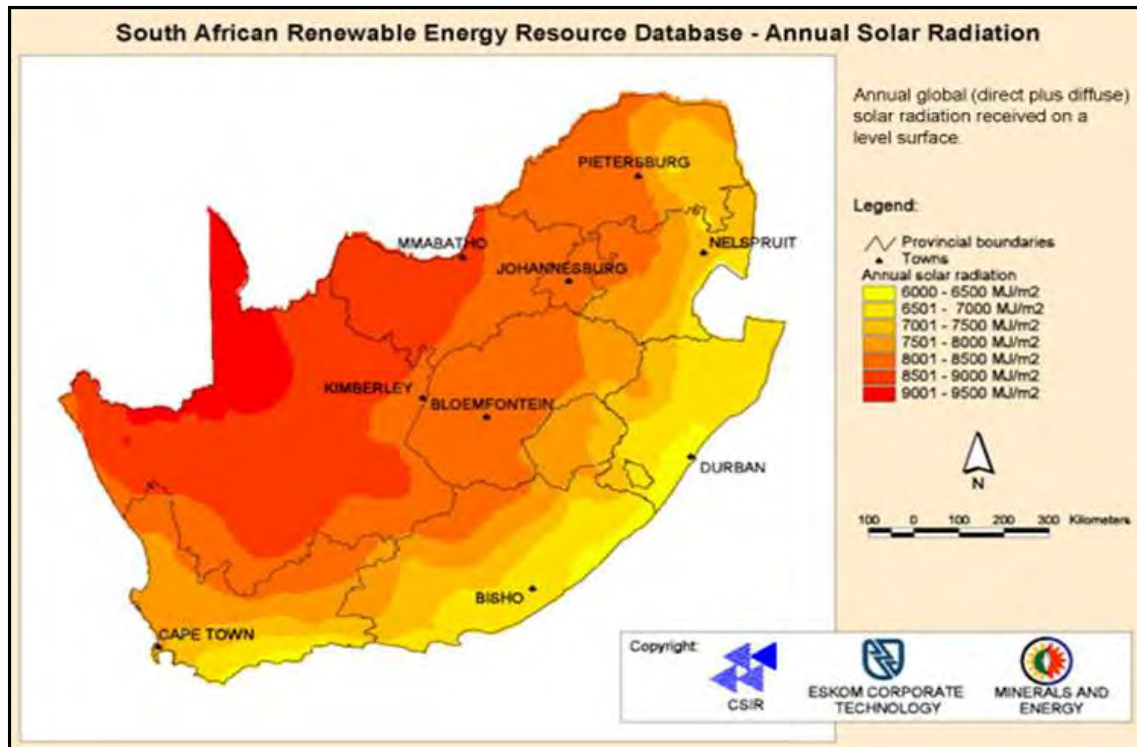 South African Renewable Energy Resource Database - Annual Solar Radiation
Annual global (direct plus diffuse)
solar radiation received on a
level surface.
PIETERSBURG
Legend:
MMABATHO
NELSPRUIT
Provincial boundaries
Towns
JOHANNESBURG
Annual solar radiation
6000 - 6500 MJ/m2
6501 - 7000 MJ/m2
7001 - 7500 MJ/m2
7501 - 8000 MJ/m2
8001 - 8500 MJ/m2
8501 - 9000 MJ/m2
9001 - 9500 MJ/m2
KIMBERLEY
BLOEMFONTEIN
DURBAN
N
100 0 100 200 300 Kilometers
BISHO
CAPE TOWN
Copyright:
CSIR
ESKOM CORPORATE
TECHNOLOGY
MINERALS AND
ENERGY